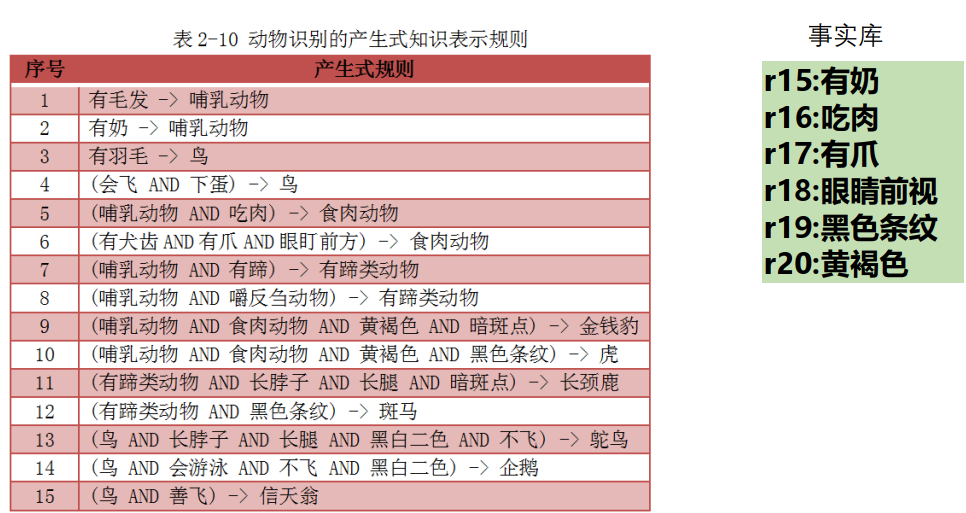 表 2-10 动物识别的产生式知识表示规则
序号 产生式规则
1 有毛发 -> 哺乳动物
2 有奶 -> 哺乳动物
3 有羽毛 -> 鸟
4 (会飞 AND 下蛋) -> 鸟
5 (哺乳动物 AND 吃肉) -> 食肉动物
6 (有犬齿 AND 有爪 AND 眼盯前方) -> 食肉动物
7 (哺乳动物 AND 有蹄) -> 有蹄类动物
8 (哺乳动物 AND 嚼反刍动物) -> 有蹄类动物
9 (哺乳动物 AND 食肉动物 AND 黄褐色 AND 暗斑点) -> 金钱豹
10 (哺乳动物 AND 食肉动物 AND 黄褐色 AND 黑色条纹) -> 虎
11 (有蹄类动物 AND 长脖子 AND 长腿 AND 暗斑点) -> 长颈鹿
12 (有蹄类动物 AND 黑色条纹) -> 斑马
13 (鸟 AND 长脖子 AND 长腿 AND 黑白二色 AND 不飞) -> 鸵鸟
14 (鸟 AND 会游泳 AND 不飞 AND 黑白二色) -> 企鹅
15 (鸟 AND 善飞) -> 信天翁
事实库
r15:有奶
r16:吃肉
r17:有爪
r18:眼睛前视
r19:黑色条纹
r20:黄褐色